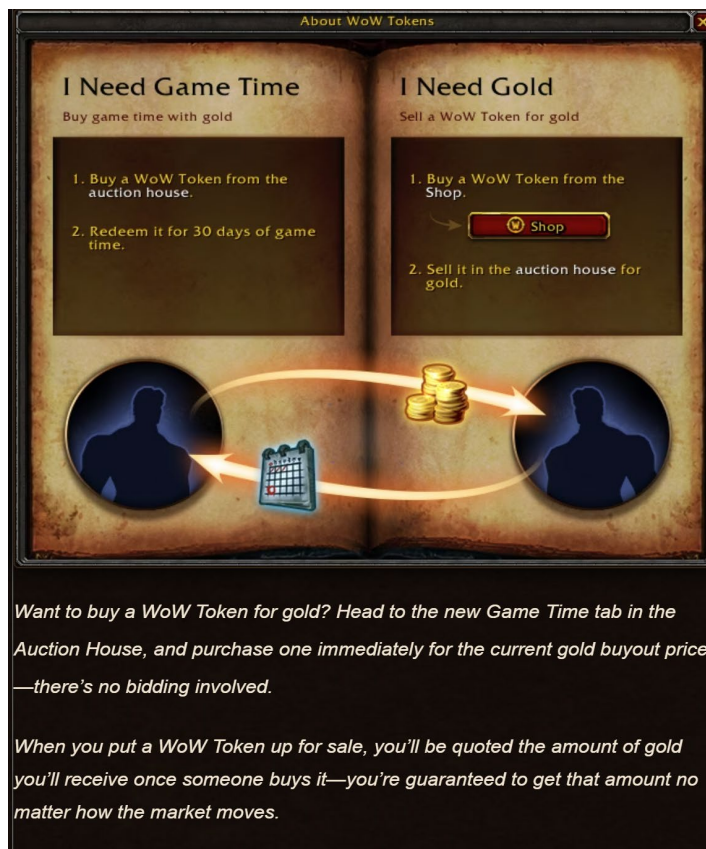 About WoW Tokens
I Need Game Time
Buy game time with gold
1. Buy a WoW Token from the
auction house.
2. Redeem it for 30 days of game
time.
I Need Gold
Sell a WoW Token for gold
1. Buy a WoW Token from the
Shop.
Shop
2. Sell it in the auction house for
gold.
Want to buy a WoW Token for gold? Head to the new Game Time tab in the
Auction House, and purchase one immediately for the current gold buyout price
—there’s no bidding involved.
When you put a WoW Token up for sale, you’ll be quoted the amount of gold
you’ll receive once someone buys it—you’re guaranteed to get that amount no
matter how the market moves.